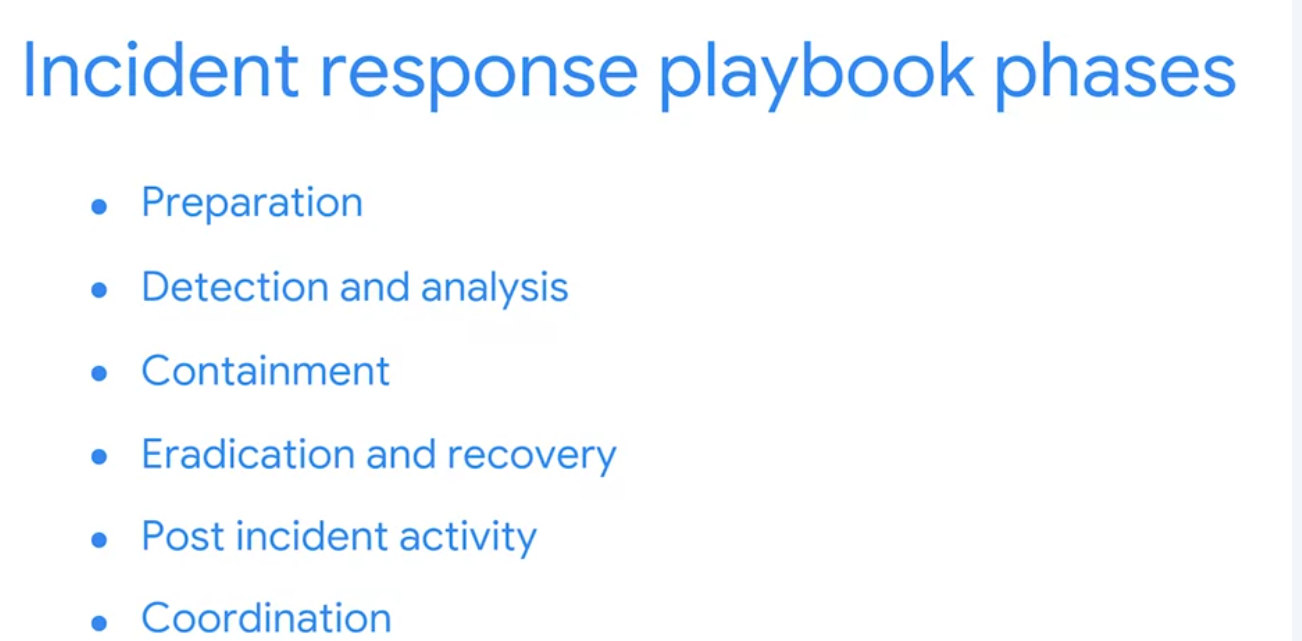 Incident response playbook phases
• Preparation
• Detection and analysis
• Containment
• Eradication and recovery
• Post incident activity
• Coordination